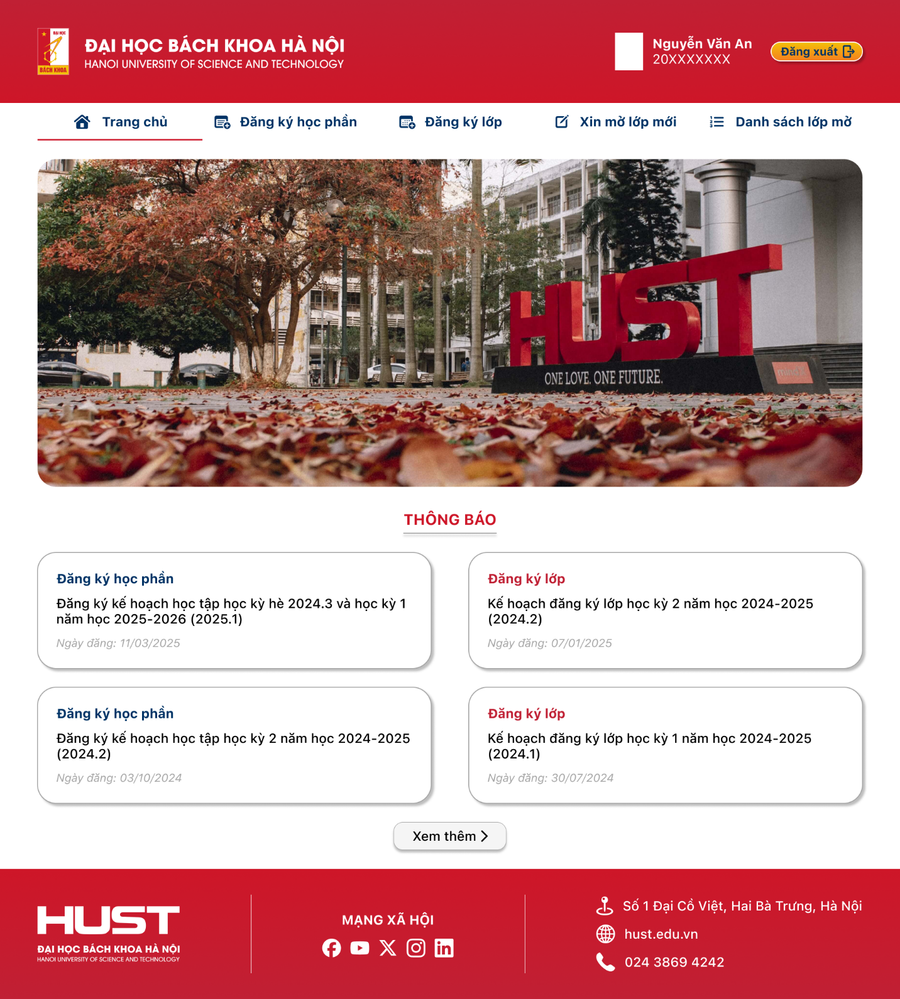 ĐẠI HỌC
BÁCH KHOA
ĐẠI HỌC BÁCH KHOA HÀ NỘI
HANOI UNIVERSITY OF SCIENCE AND TECHNOLOGY
Nguyễn Văn An
20XXXXXXX
Đăng xuất
Trang chủ
Đăng ký học phần
Đăng ký lớp
Xin mở lớp mới
Danh sách lớp mở
HUST
ONE LOVE. ONE FUTURE.
mindX
THÔNG BÁO
Đăng ký học phần
Đăng ký kế hoạch học tập học kỳ hè 2024.3 và học kỳ 1
năm học 2025-2026 (2025.1)
Ngày đăng: 11/03/2025
Đăng ký lớp
Kế hoạch đăng ký lớp học kỳ 2 năm học 2024-2025
(2024.2)
Ngày đăng: 07/01/2025
Đăng ký học phần
Đăng ký kế hoạch học tập học kỳ 2 năm học 2024-2025
(2024.2)
Ngày đăng: 03/10/2024
Đăng ký lớp
Kế hoạch đăng ký lớp học kỳ 1 năm học 2024-2025
(2024.1)
Ngày đăng: 30/07/2024
Xem thêm
HUST
ĐẠI HỌC BÁCH KHOA HÀ NỘI
HANOI UNIVERSITY OF SCIENCE AND TECHNOLOGY
MẠNG XÃ HỘI
Số 1 Đại Cồ Việt, Hai Bà Trưng, Hà Nội
hust.edu.vn
024 3869 4242